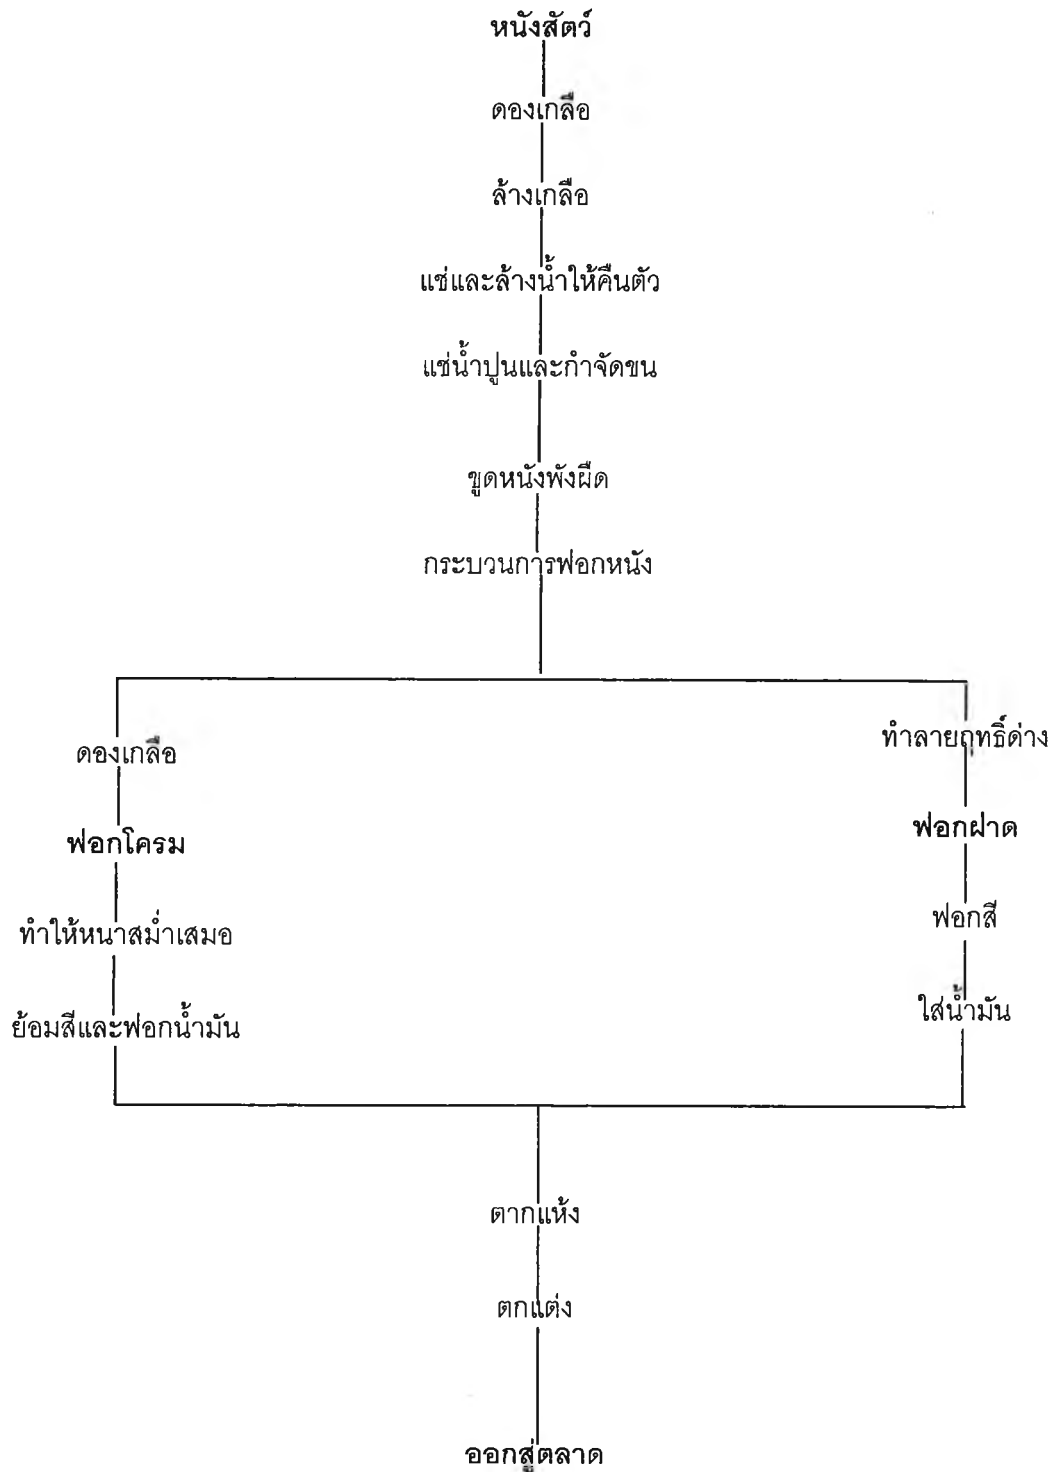 หนังสัตว์
ดองเกลือ
ล้างเกลือ
แช่และล้างน้ำให้คืนตัว
แช่น้ำปูนและกำจัดขน
ขูดหนังพังผืด
กระบวนการฟอกหนัง
ดองเกลือ
ฟอกโครม
ทำให้หนาสม่ำเสมอ
ย้อมสีและฟอกน้ำมัน
ทำลายฤทธิ์ด่าง
ฟอกฝาด
ฟอกสี
ใส่น้ำมัน
ตากแห้ง
ตกแต่ง
ออกสู่ตลาด